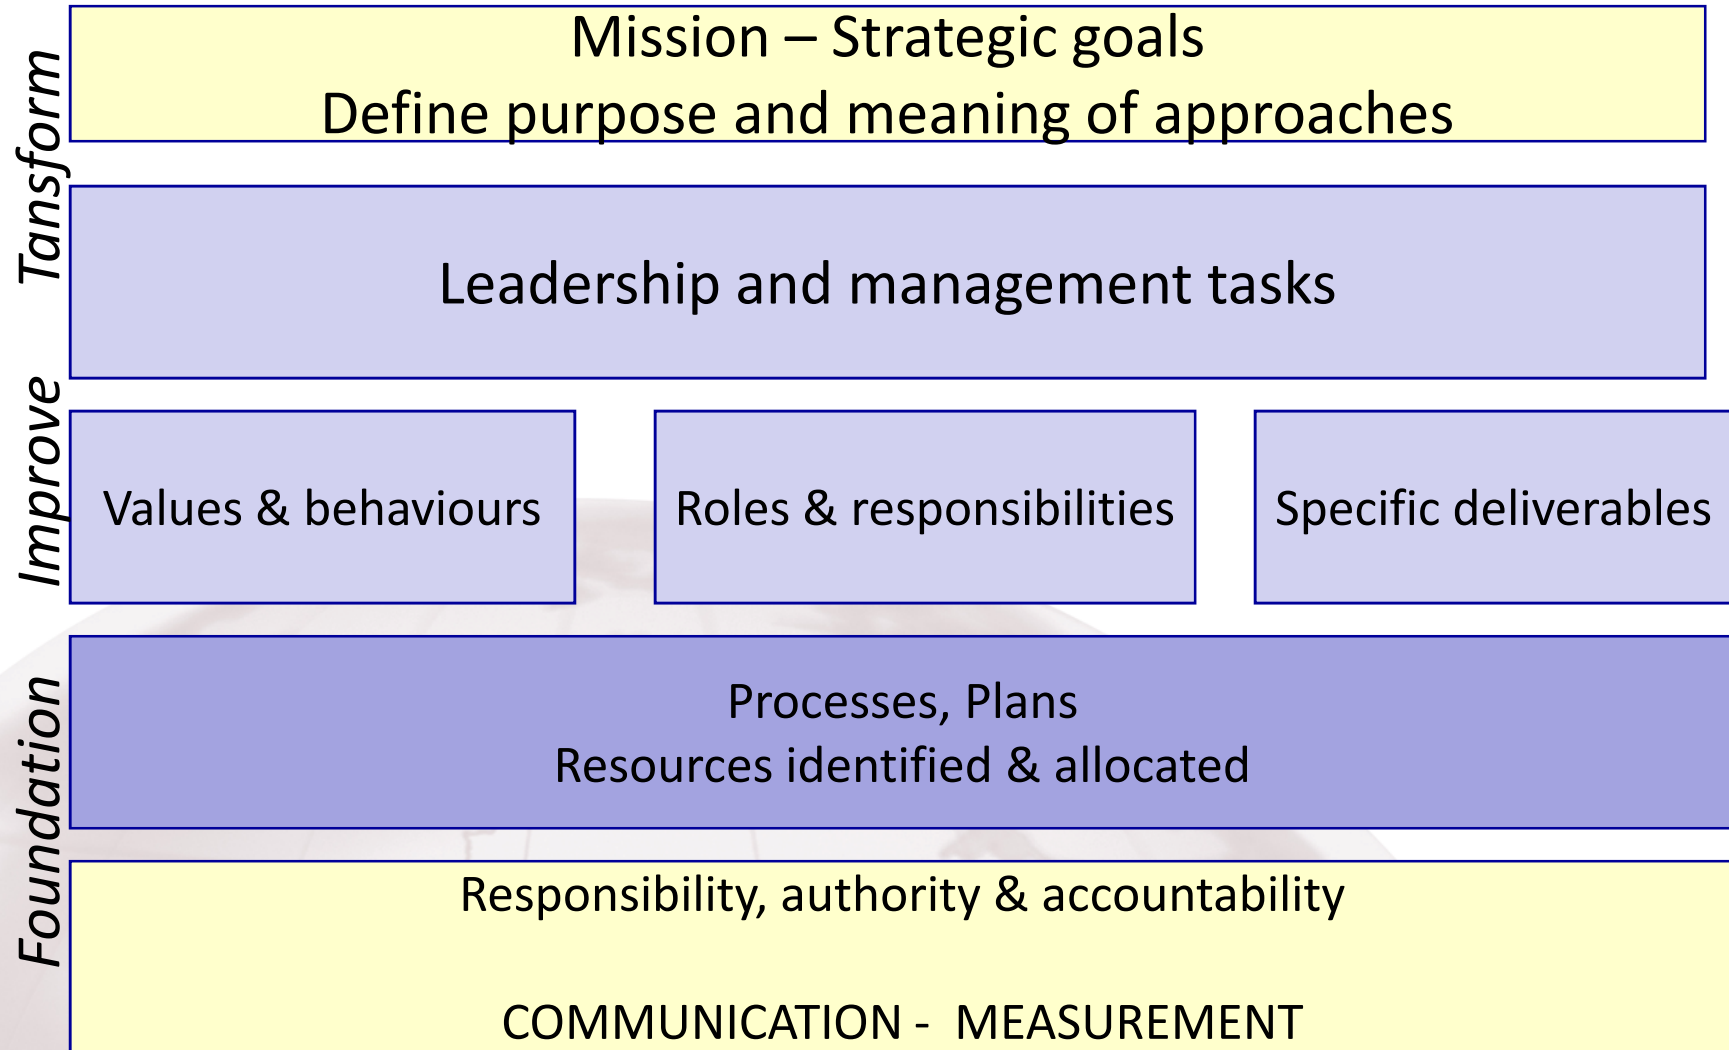 Tansform
Mission – Strategic goals
Define purpose and meaning of approaches
Leadership and management tasks
Improve
Values & behaviours
Roles & responsibilities
Specific deliverables
Foundation
Processes, Plans
Resources identified & allocated
Responsibility, authority & accountability
COMMUNICATION -  MEASUREMENT